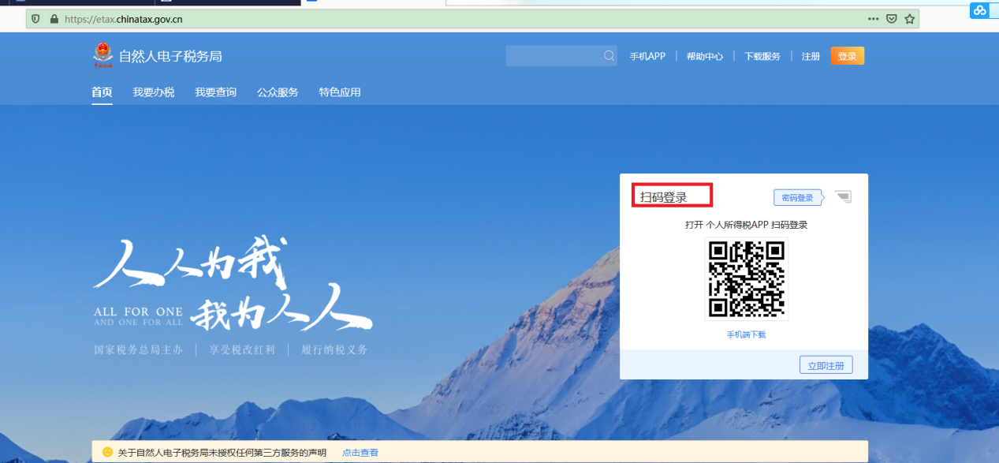 https://etax.chinatax.gov.cn
自然人电子税务局
手机APP
帮助中心
下载服务
注册
登录
首页
我要办税
我要查询
公众服务
特色应用
扫码登录
密码登录
打开 个人所得税APP 扫码登录
手机端下载
立即注册
人人为我
ALL FOR ONE
AND ONE FOR ALL
我为人人
国家税务总局主办 | 享受税改红利 | 履行纳税义务
关于自然人电子税务局未授权任何第三方服务的声明 点击查看